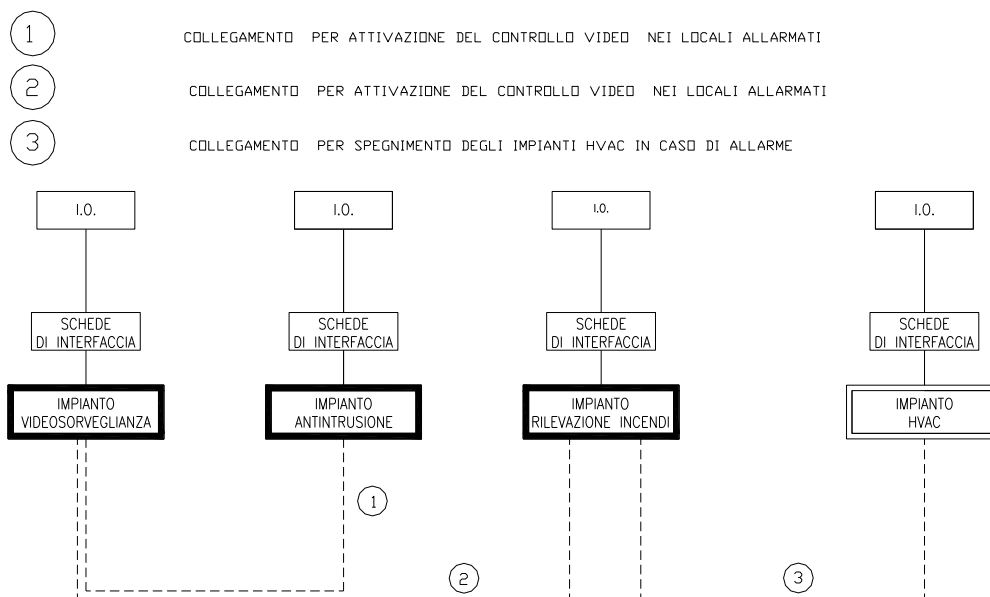 1 COLLEGAMENTO PER ATTIVAZIONE DEL CONTROLLO VIDEO NEI LOCALI ALLARMATI
2 COLLEGAMENTO PER ATTIVAZIONE DEL CONTROLLO VIDEO NEI LOCALI ALLARMATI
3 COLLEGAMENTO PER SPEGNIMENTO DEGLI IMPIANTI HVAC IN CASO DI ALLARME
I.O. I.O. I.O. I.O.
SCHEDE
DI INTERFACCIA
SCHEDE
DI INTERFACCIA
SCHEDE
DI INTERFACCIA
SCHEDE
DI INTERFACCIA
IMPIANTO
VIDEOSORVEGLIANZA
IMPIANTO
ANTINTRUSIONE
IMPIANTO
RILEVAZIONE INCENDI
IMPIANTO
HVAC
1
2
3